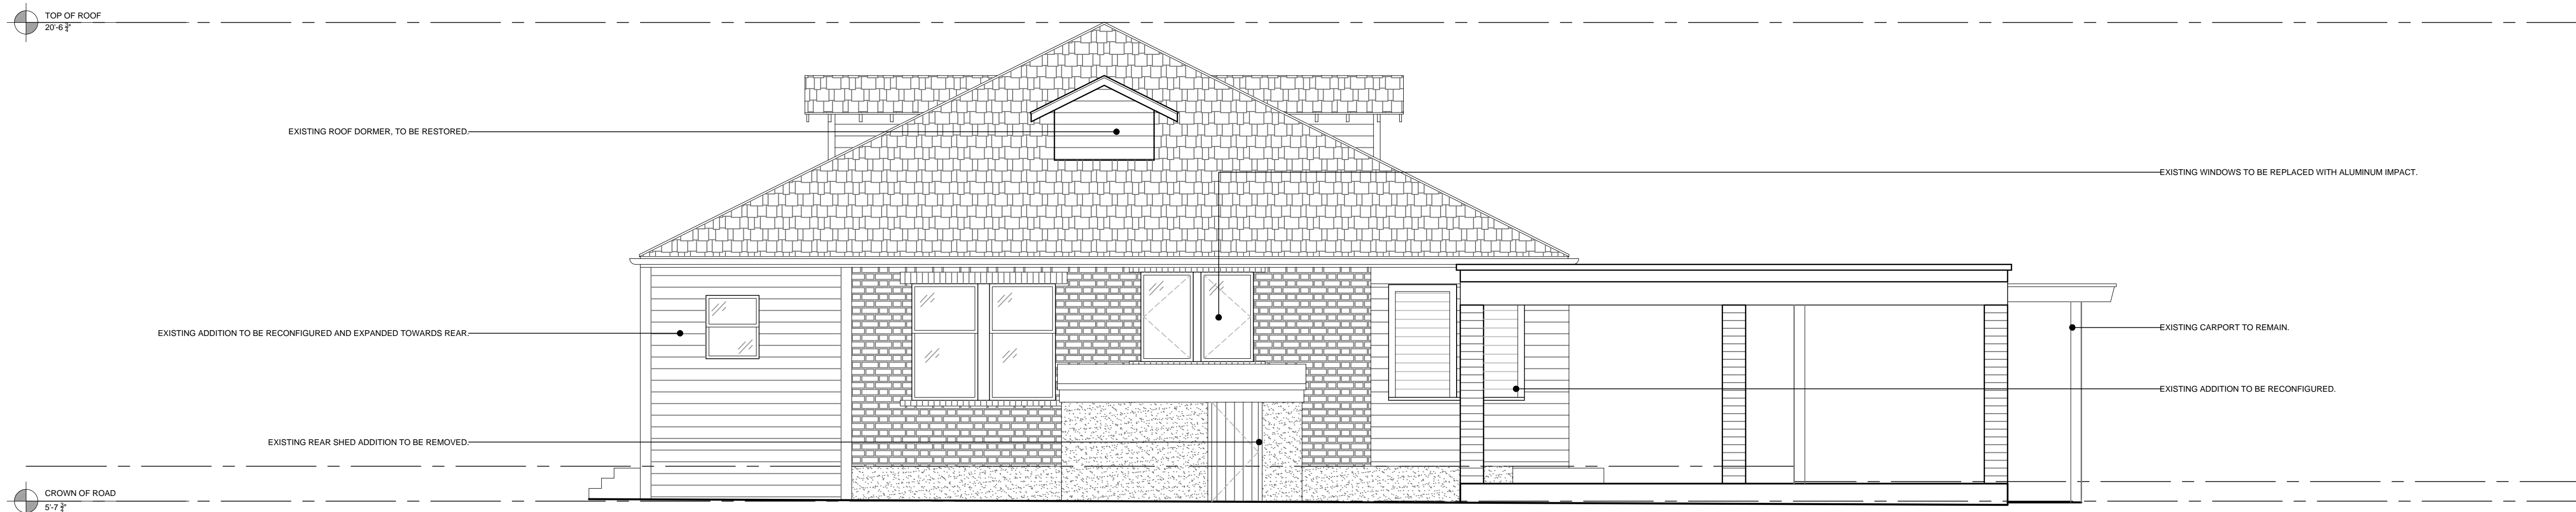 TOP OF ROOF
20'-6 3/4"
EXISTING ROOF DORMER, TO BE RESTORED.
EXISTING WINDOWS TO BE REPLACED WITH ALUMINUM IMPACT.
EXISTING ADDITION TO BE RECONFIGURED AND EXPANDED TOWARDS REAR.
EXISTING CARPORT TO REMAIN.
EXISTING ADDITION TO BE RECONFIGURED.
EXISTING REAR SHED ADDITION TO BE REMOVED.
CROWN OF ROAD
5'-7 3/4"